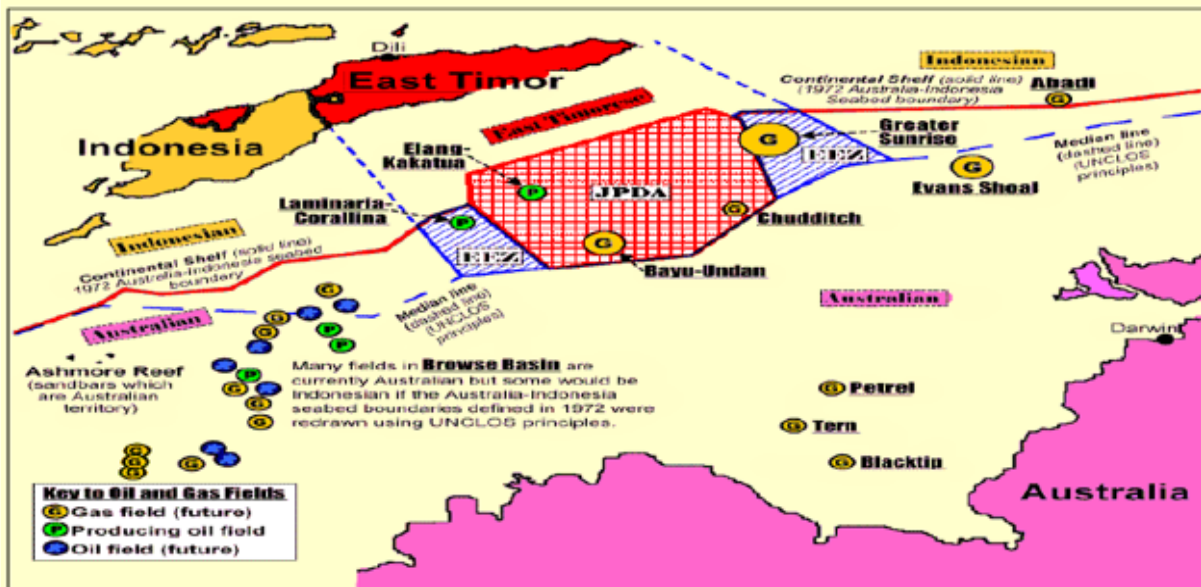 Dili
East Timor
Indonesia
East Timorese
Indonesian
Continental Shelf (solid line)
(1972 Australia-Indonesia
Seabed boundary)
Abadi
G
Greater
Sunrise
G
EEZ
Median line
(dashed line)
(UNCLOS
principles)
G
Evans Shoal
Elang-
Kakatua
P
JPDA
G
Chudditch
Laminaria-
Corallina
P
EEZ
G
Bayu-Undan
Indonesian
Continental Shelf (solid line)
1972 Australia-Indonesia seabed
boundary
Median line
(dashed line)
(UNCLOS
principles)
Australian
Australian
Darwin
Ashmore Reef
(sandbars which
are Australian
territory)
Many fields in Browse Basin are
currently Australian but some would be
Indonesian if the Australia-Indonesia
seabed boundaries defined in 1972 were
redrawn using UNCLOS principles.
G Petrel
G Tern
G Blacktip
Australia
Key to Oil and Gas Fields
G Gas field (future)
P Producing oil field
Oil field (future)